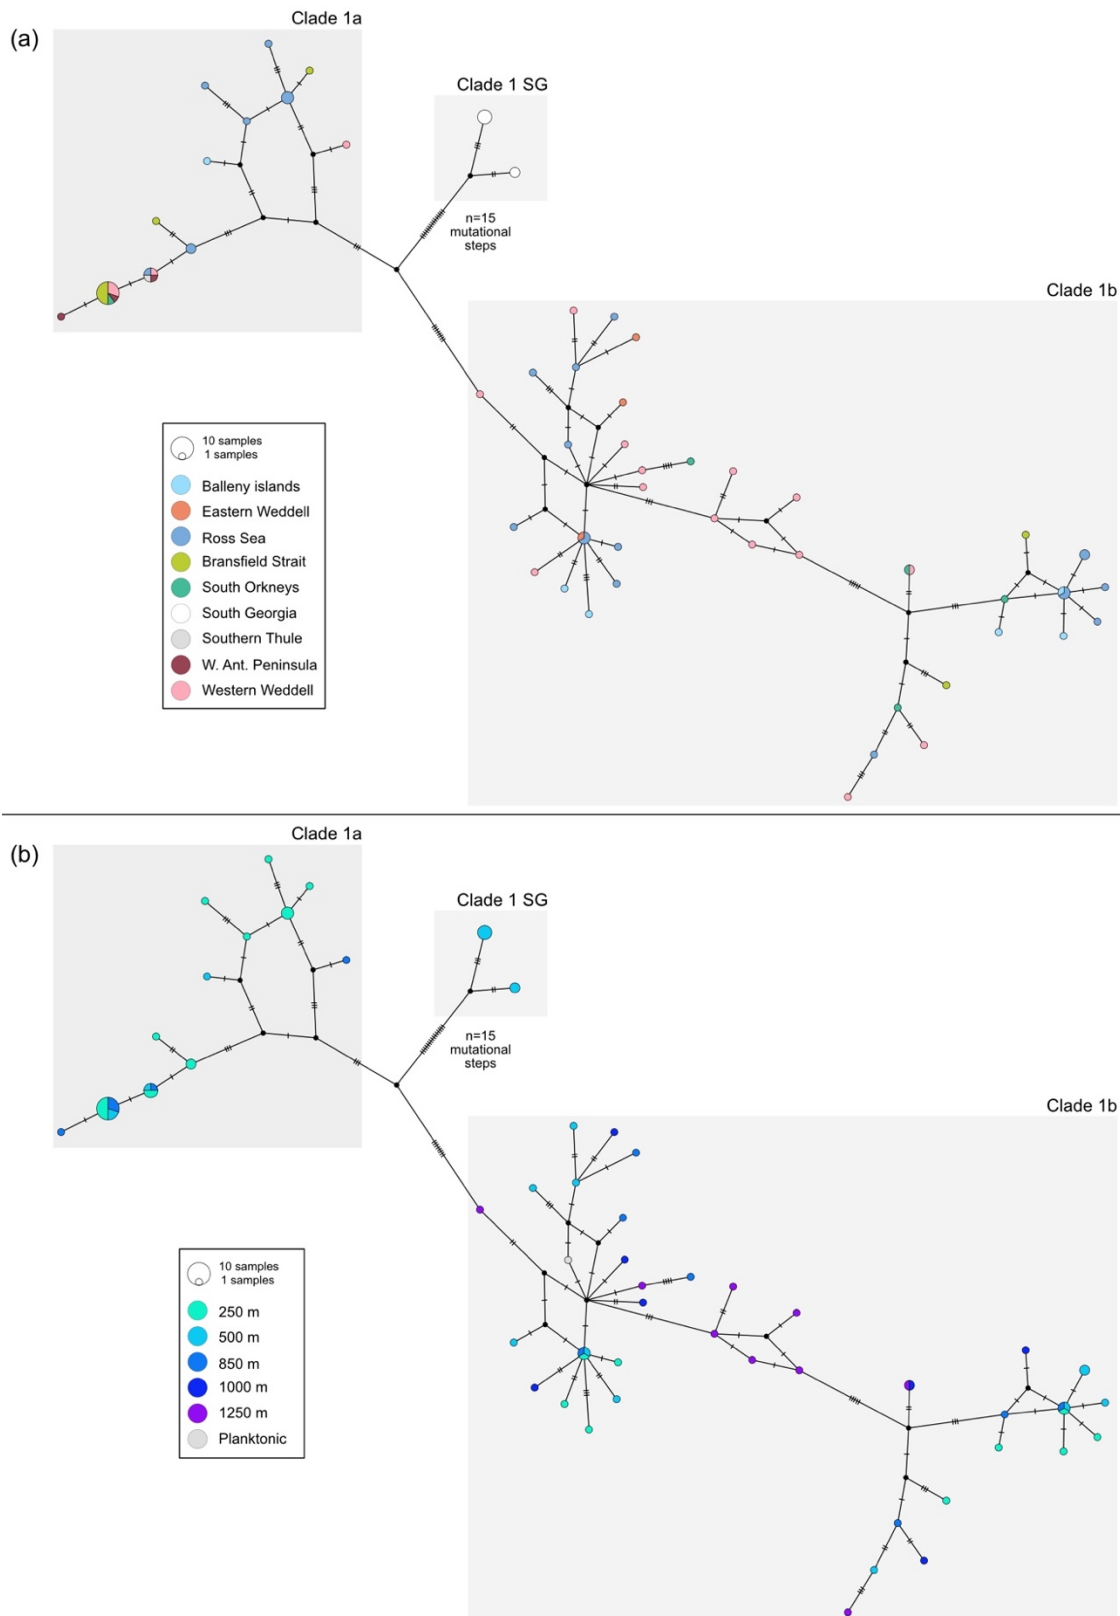 Clade 1a
(a)
Clade 1 SG
n=15
mutational
steps
Clade 1b
10 samples
1 samples
Balleny islands
Eastern Weddell
Ross Sea
Bransfield Strait
South Orkneys
South Georgia
Southern Thule
W. Ant. Peninsula
Western Weddell
Clade 1a
(b)
Clade 1 SG
n=15
mutational
steps
Clade 1b
10 samples
1 samples
250 m
500 m
850 m
1000 m
1250 m
Planktonic